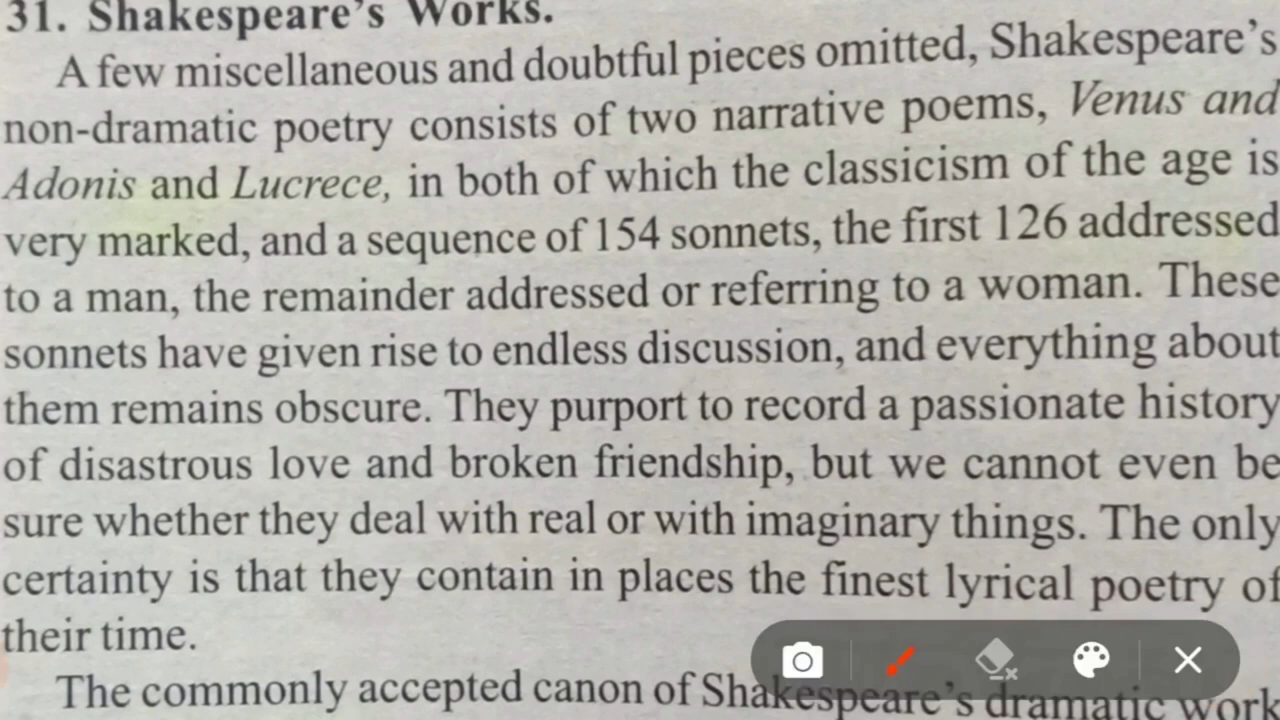 31. Shakespeare's Works.
A few miscellaneous and doubtful pieces omitted, Shakespeare's
non-dramatic poetry consists of two narrative poems, Venus and
Adonis and Lucrece, in both of which the classicism of the age is
very marked, and a sequence of 154 sonnets, the first 126 addressed
to a man, the remainder addressed or referring to a woman. These
sonnets have given rise to endless discussion, and everything about
them remains obscure. They purport to record a passionate history
of disastrous love and broken friendship, but we cannot even be
sure whether they deal with real or with imaginary things. The only
certainty is that they contain in places the finest lyrical poetry of
their time.
The commonly accepted canon of Shakespeare's dramatic work